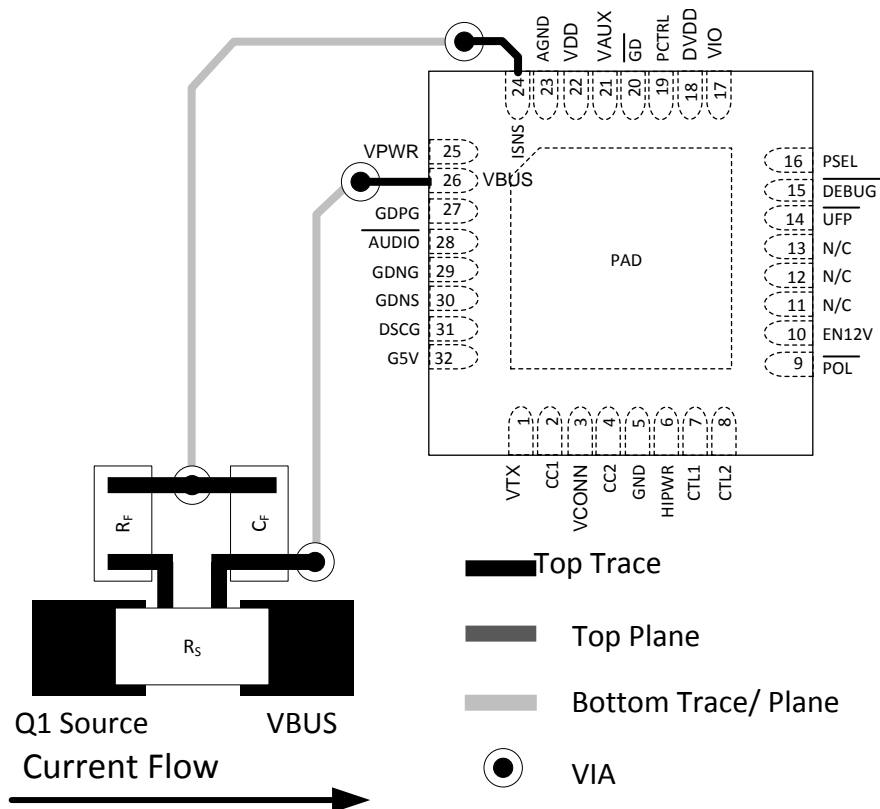 AGND
VDD
VAUX
GD
PCTRL
DVDD
VIO
24
23
22
21
20
19
18
17
ISNS
VPWR 25
26 VBUS
GDPG 27
AUDIO 28
GDNG 29
GDNS 30
DSCG 31
G5V 32
PAD
16 PSEL
15 DEBUG
14 UFP
13 N/C
12 N/C
11 N/C
10 EN12V
9 POL
1
2
3
4
5
6
7
8
VTX
CC1
VCONN
CC2
GND
HIPWR
CTL1
CTL2
RF
CF
RS
Q1 Source
VBUS
Current Flow
Top Trace
Top Plane
Bottom Trace/ Plane
VIA